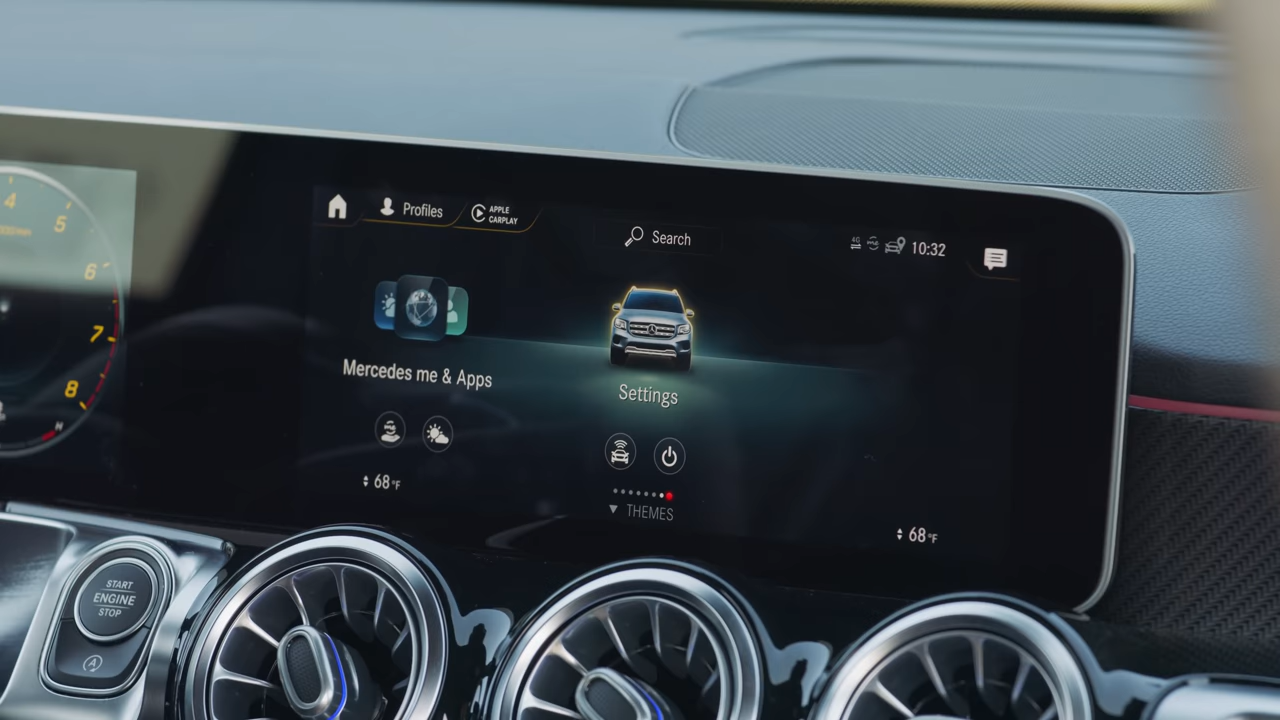 4
5
6
7
8
H
Profiles
APPLE
CARPLAY
Search
4G
10:32
Mercedes me & Apps
Settings
68°F
THEMES
68°F
START
ENGINE
STOP
A